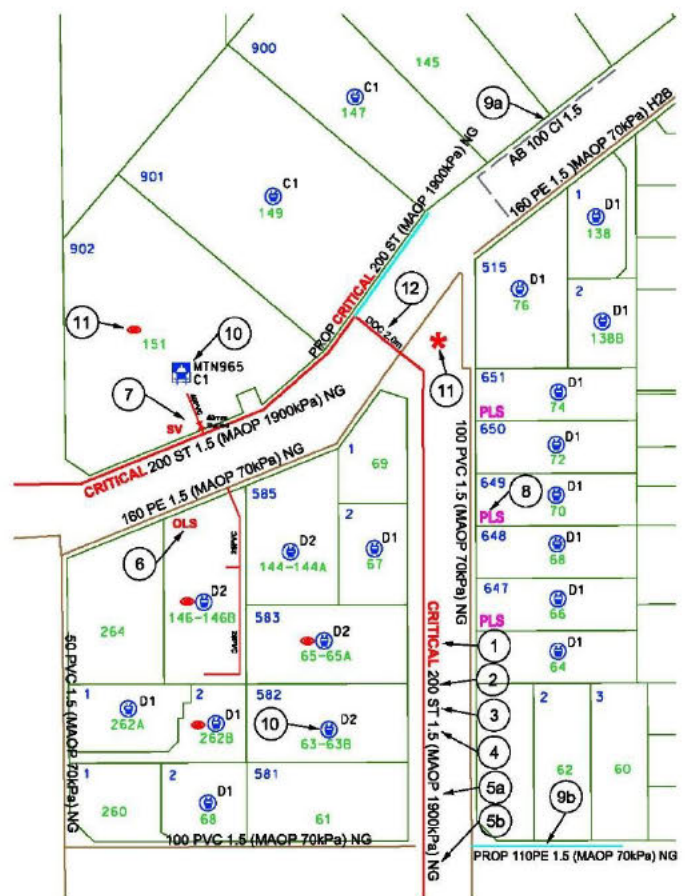 900
145
C1
147
9a
AB 100 CI 1.5
160 PE 1.5 )MAOP 70kPa) H2B
901
C1
149
PROP CRITICAL 200 ST (MAOP 1900kPa) NG
1
D1
138
902
515
D1
76
2
D1
138B
12
11
151
10
MTN965
C1
DOC 2.0m
11
7
SV
CRITICAL 200 ST 1.5 (MAOP 1900kPa) NG
160 PE 1.5 (MAOP 70kPa) NG
100 PVC 1.5 (MAOP 70kPa) NG
651
D1
PLS
74
650
D1
72
649
D1
PLS
70
8
648
D1
68
647
D1
PLS
66
D1
64
1
69
585
D2
144-144A
2
D1
67
OLS
6
D2
146-146B
264
583
D2
65-65A
CRITICAL 200 ST 1.5 (MAOP 1900kPa) NG
1
2
3
4
5a
5b
50 PVC 1.5 (MAOP 70kPa) NG
1
D1
262A
2
D1
262B
582
10
D2
63-63B
1
260
2
D1
68
581
61
100 PVC 1.5 (MAOP 70kPa) NG
2
62
3
60
9b
PROP 110PE 1.5 (MAOP 70kPa) NG